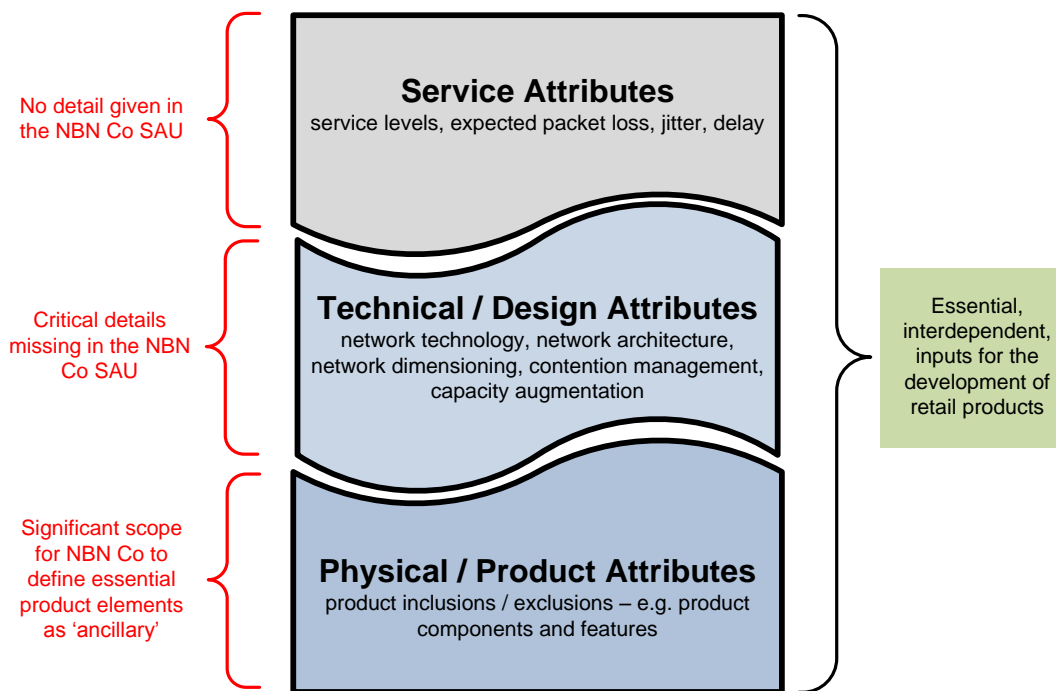 No detail given in
the NBN Co SAU
Service Attributes
service levels, expected packet loss, jitter, delay
Critical details
missing in the NBN
Co SAU
Technical / Design Attributes
network technology, network architecture,
network dimensioning, contention management,
capacity augmentation
Essential,
interdependent,
inputs for the
development of
retail products
Significant scope
for NBN Co to
define essential
product elements
as ‘ancillary’
Physical / Product Attributes
product inclusions / exclusions – e.g. product
components and features